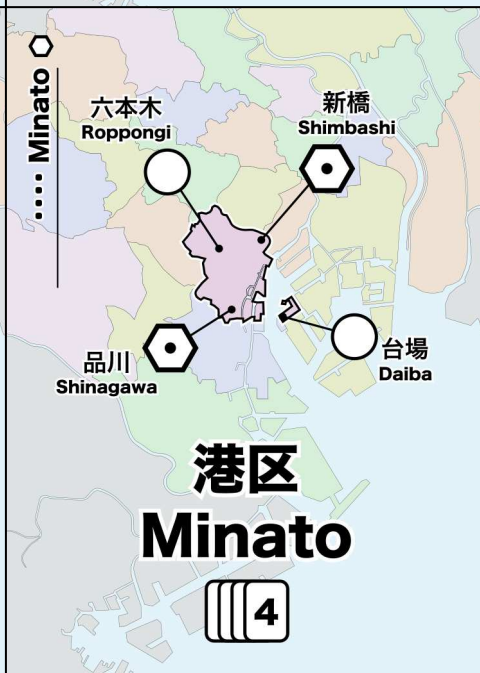 .... Minato
六本木
Roppongi
新橋
Shimbashi
品川
Shinagawa
台場
Daiba
港区
Minato
4